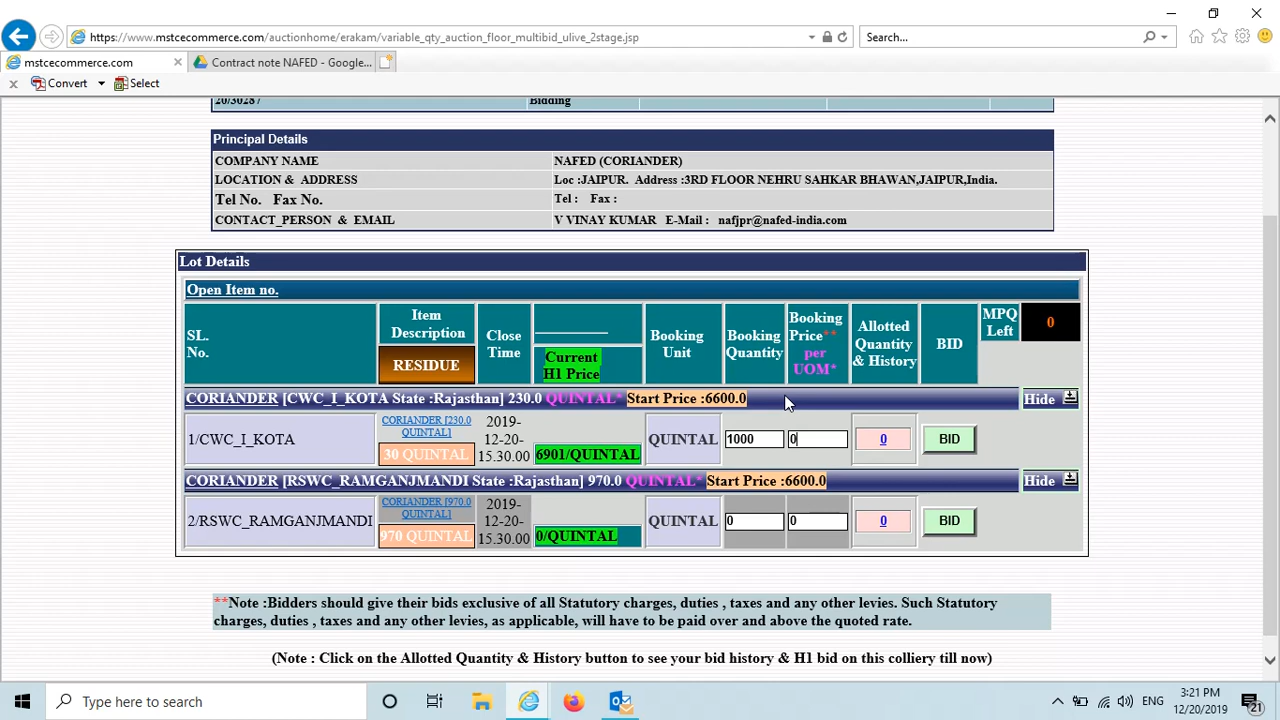 https://www.mstcecommerce.com/auctionhome/erakam/variable_qty_auction_floor_multibid_ulive_2stage.jsp
Search...
mstcecommerce.com
Contract note NAFED - Google...
Convert
Select
20/30287
Bidding
Principal Details
COMPANY NAME
NAFED (CORIANDER)
LOCATION & ADDRESS
Loc :JAIPUR. Address :3RD FLOOR NEHRU SAHKAR BHAWAN,JAIPUR,India.
Tel No. Fax No.
Tel : Fax :
CONTACT_PERSON & EMAIL
V VINAY KUMAR E-Mail : nafjpr@nafed-india.com
Lot Details
Open Item no.
SL.
No.
Item
Description
RESIDUE
Close
Time
Current
H1 Price
Booking
Unit
Booking
Quantity
Booking
Price**
per
UOM*
Allotted
Quantity
& History
BID
MPQ
Left
0
CORIANDER [CWC_I_KOTA State :Rajasthan] 230.0 QUINTAL* Start Price :6600.0
Hide
1/CWC_I_KOTA
CORIANDER [230.0
QUINTAL]
30 QUINTAL
2019-
12-20-
15.30.00
6901/QUINTAL
QUINTAL
1000
0
0
BID
CORIANDER [RSWC_RAMGANJMANDI State :Rajasthan] 970.0 QUINTAL* Start Price :6600.0
Hide
2/RSWC_RAMGANJMANDI
CORIANDER [970.0
QUINTAL]
970 QUINTAL
2019-
12-20-
15.30.00
0/QUINTAL
QUINTAL
0
0
0
BID
**Note :Bidders should give their bids exclusive of all Statutory charges, duties , taxes and any other levies. Such Statutory
charges, duties , taxes and any other levies, as applicable, will have to be paid over and above the quoted rate.
(Note : Click on the Allotted Quantity & History button to see your bid history & H1 bid on this colliery till now)
Type here to search
ENG
3:21 PM
12/20/2019
21